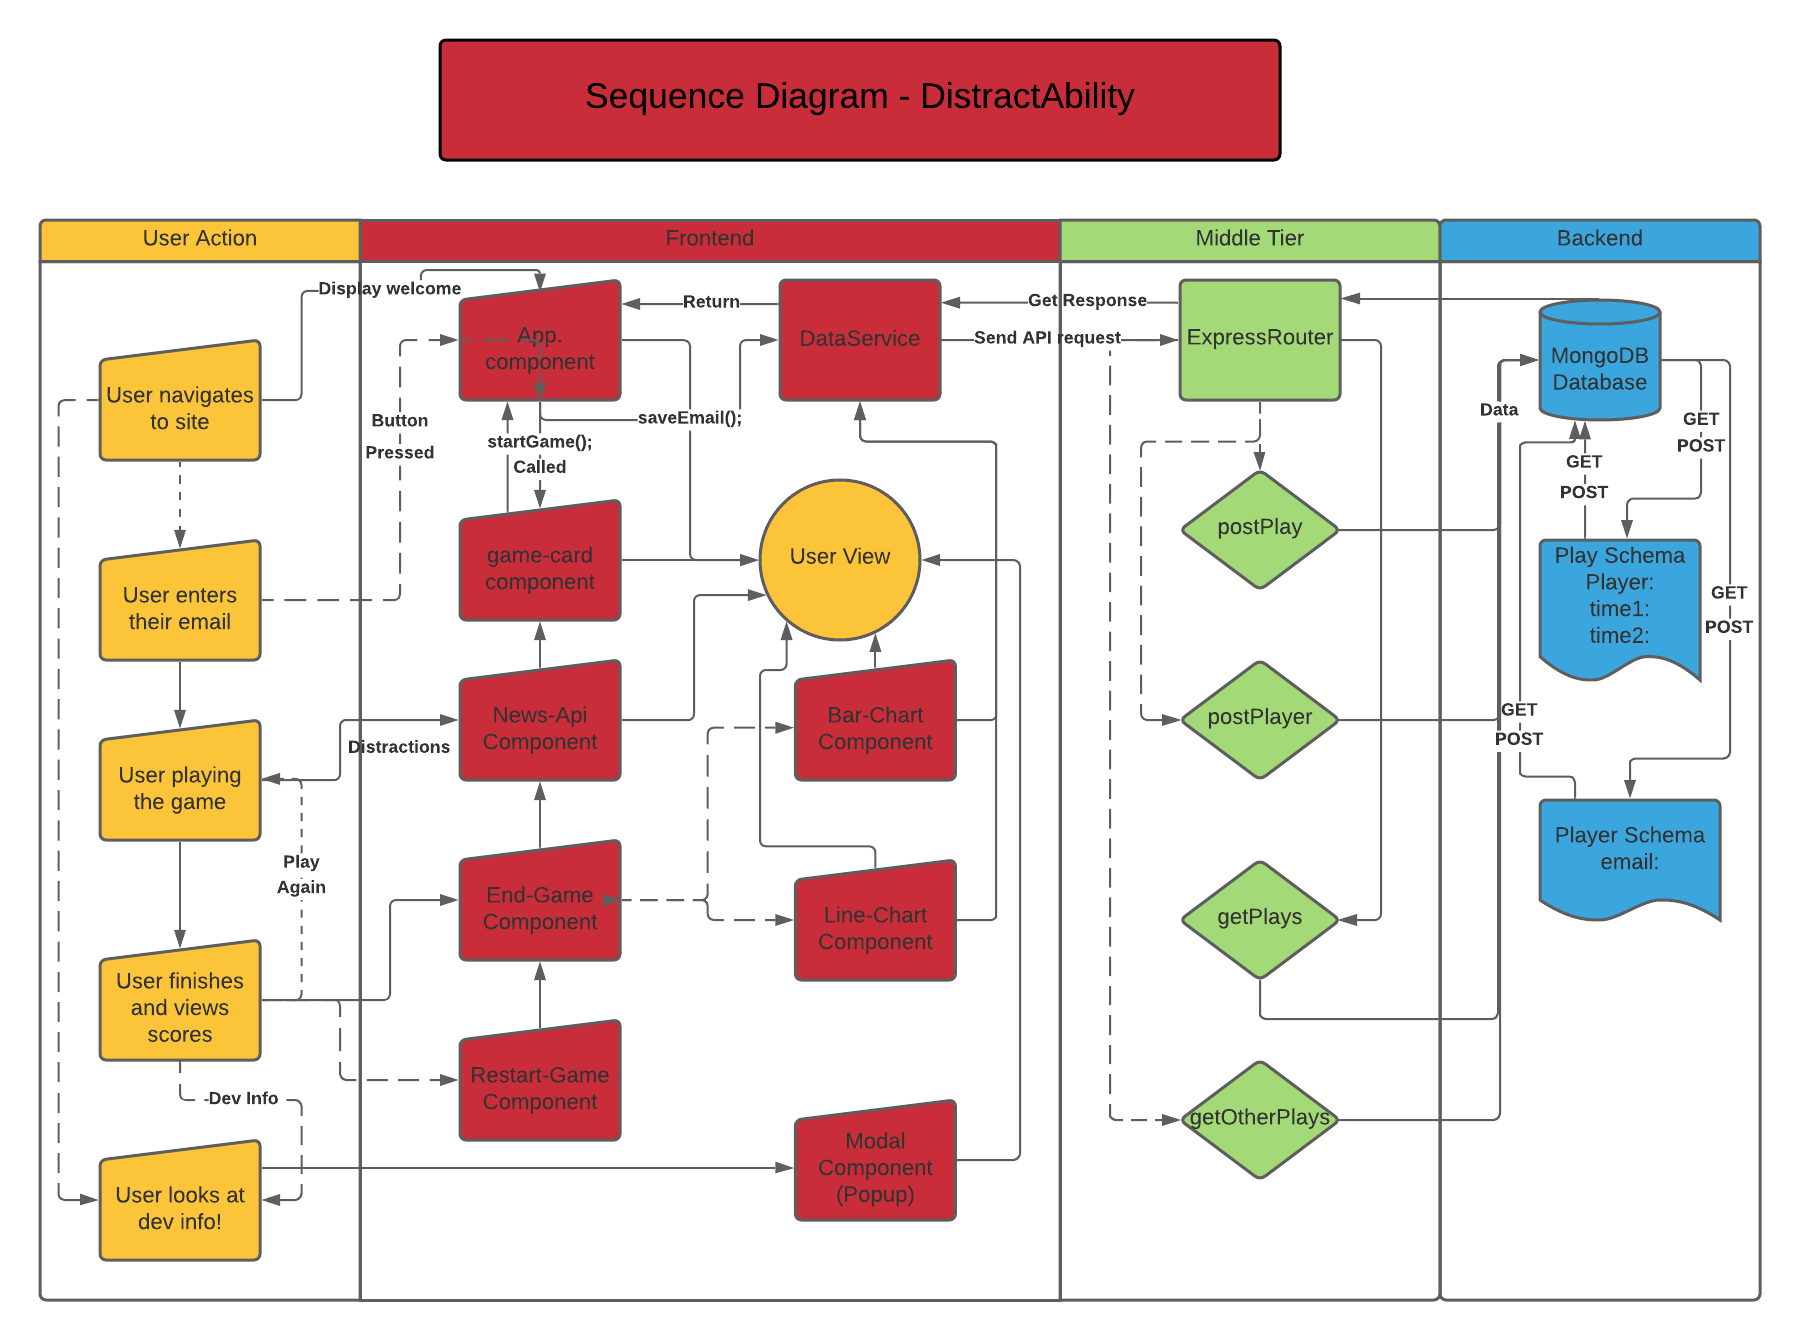 Sequence Diagram - DistractAbility
User Action
Frontend
Middle Tier
Backend
Display welcome
User navigates
to site
User enters
their email
Button
Pressed
User playing
the game
Distractions
Play
Again
User finishes
and views
scores
-Dev Info
User looks at
dev info!
App.
component
Return
DataService
startGame();
Called
saveEmail();
game-card
component
User View
News-Api
Component
Bar-Chart
Component
End-Game
Component
Line-Chart
Component
Restart-Game
Component
Modal
Component
(Popup)
Get Response
Send API request
ExpressRouter
postPlay
postPlayer
getPlays
getOtherPlays
Data
MongoDB
Database
GET
POST
GET
POST
Play Schema
Player:
time1:
time2:
GET
POST
GET
POST
Player Schema
email: